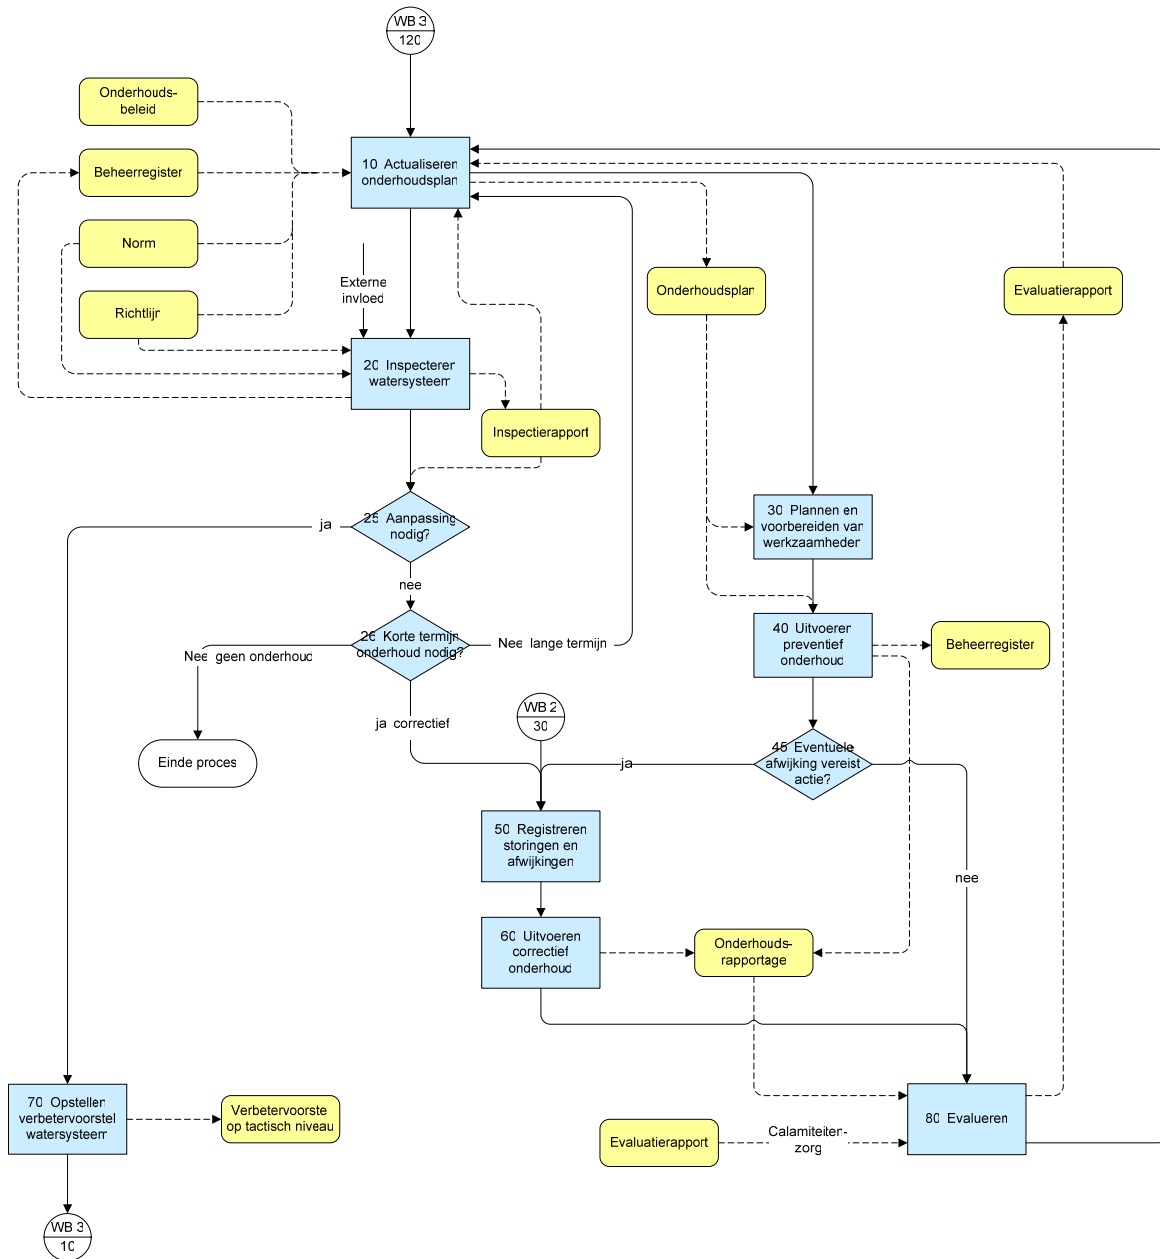 WB 3
120
Onderhouds-
beleid
10 Actualiseren
onderhoudsplan
Beheerregister
Norm
Externe
invloed
Onderhoudsplan
Evaluatierapport
Richtlijn
20 Inspecteren
watersysteem
Inspectierapport
25 Aanpassing
nodig?
ja
30 Plannen en
voorbereiden van
werkzaamheden
nee
26 Korte termijn
onderhoud nodig?
Nee geen onderhoud
Nee lange termijn
40 Uitvoeren
preventief
onderhoud
Beheerregister
ja correctief
WB 2
30
Einde proces
45 Eventuele
afwijking vereist
actie?
ja
50 Registreren
storingen en
afwijkingen
nee
60 Uitvoeren
correctief
onderhoud
Onderhouds-
rapportage
70 Opstellen
verbetervoorstel
watersysteem
Verbetervoorste
op tactisch niveau
80 Evalueren
Evaluatierapport
Calamiteiten-
zorg
WB 3
10